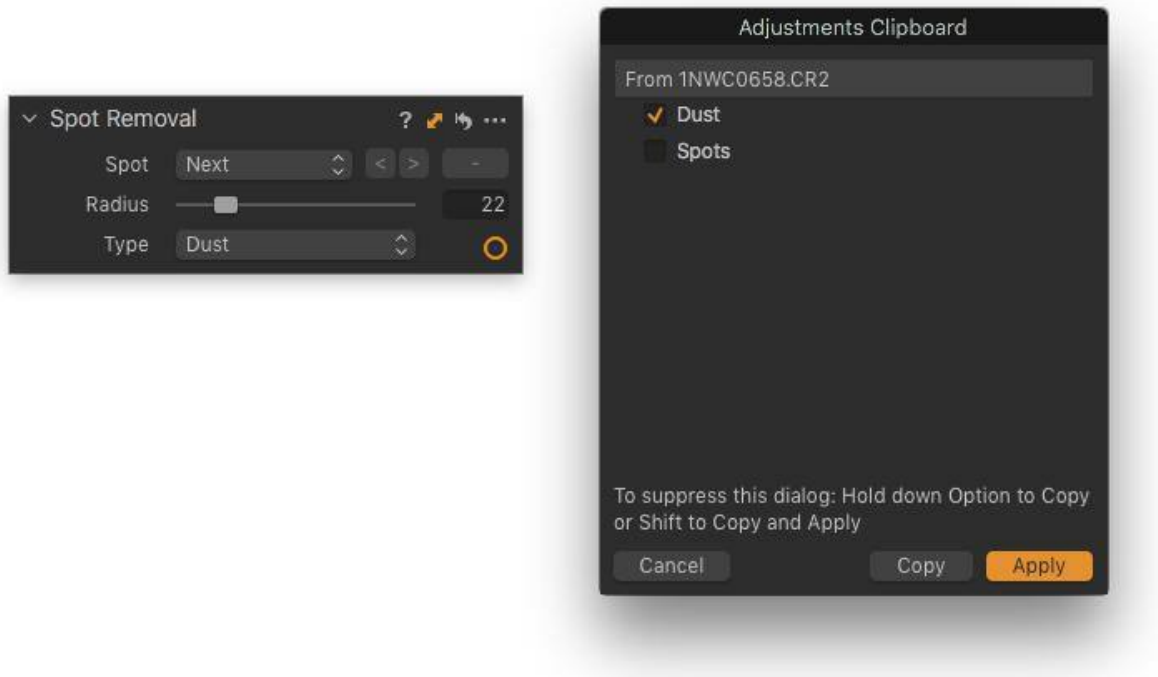 Spot Removal ? ...
Spot Next < > -
Radius 22
Type Dust
Adjustments Clipboard
From 1NWC0658.CR2
Dust
Spots
To suppress this dialog: Hold down Option to Copy
or Shift to Copy and Apply
Cancel Copy Apply